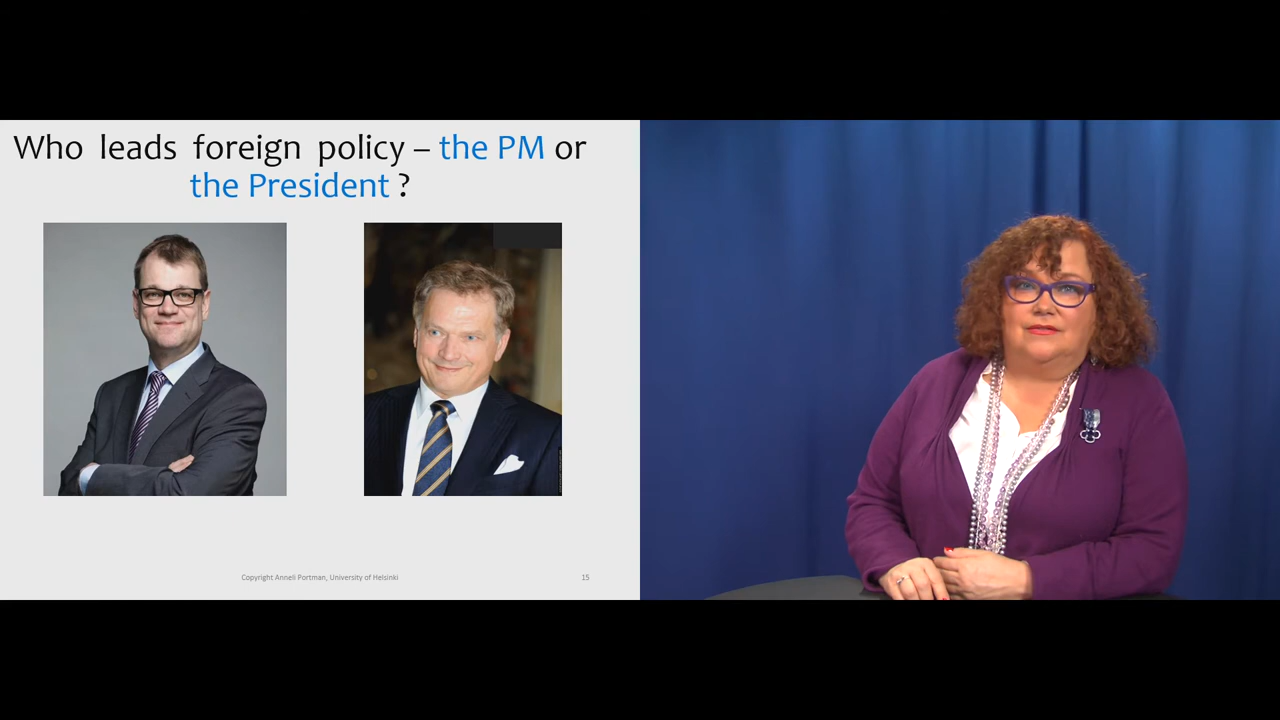 Who leads foreign policy – the PM or
the President ?
Copyright Anneli Portman, University of Helsinki
15